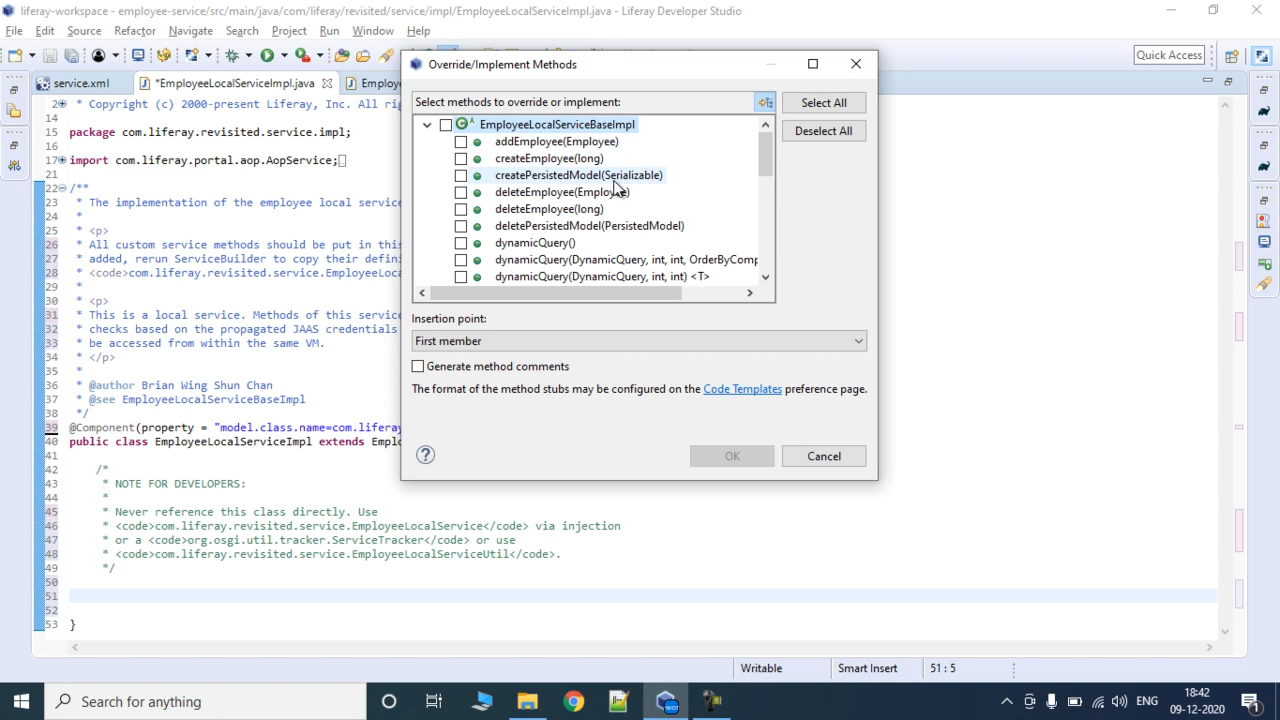 liferay-workspace - employee-service/src/main/java/com/liferay/revisited/service/impl/EmployeeLocalServiceImpl.java - Liferay Developer Studio
File Edit Source Refactor Navigate Search Project Run Window Help
Quick Access
service.xml *EmployeeLocalServiceImpl.java Employ
2 * Copyright (c) 2000-present Liferay, Inc. All rig
14
15 package com.liferay.revisited.service.impl;
16
17 import com.liferay.portal.aop.AopService;
21
22 /**
23 * The implementation of the employee local service
24 *
25 * <p>
26 * All custom service methods should be put in this
27 * added, rerun ServiceBuilder to copy their defini
28 * <code>com.liferay.revisited.service.EmployeeLoca
29 *
30 * <p>
31 * This is a local service. Methods of this service
32 * checks based on the propagated JAAS credentials
33 * be accessed from within the same VM.
34 * </p>
35 *
36 * @author Brian Wing Shun Chan
37 * @see EmployeeLocalServiceBaseImpl
38 */
39 @Component(property = "model.class.name=com.liferay
40 public class EmployeeLocalServiceImpl extends Emplo
41
42 /*
43 * NOTE FOR DEVELOPERS:
44 *
45 * Never reference this class directly. Use
46 * <code>com.liferay.revisited.service.EmployeeLocalService</code> via injection
47 * or a <code>org.osgi.util.tracker.ServiceTracker</code> or use
48 * <code>com.liferay.revisited.service.EmployeeLocalServiceUtil</code>.
49 */
50
51
52
53 }
Override/Implement Methods
Select methods to override or implement:
Select All
Deselect All
EmployeeLocalServiceBaseImpl
addEmployee(Employee)
createEmployee(long)
createPersistedModel(Serializable)
deleteEmployee(Employee)
deleteEmployee(long)
deletePersistedModel(PersistedModel)
dynamicQuery()
dynamicQuery(DynamicQuery, int, int, OrderByComp
dynamicQuery(DynamicQuery, int, int) <T>
Insertion point:
First member
Generate method comments
The format of the method stubs may be configured on the Code Templates preference page.
OK Cancel
Writable Smart Insert 51 : 5
Search for anything
ENG
18:42
09-12-2020
1